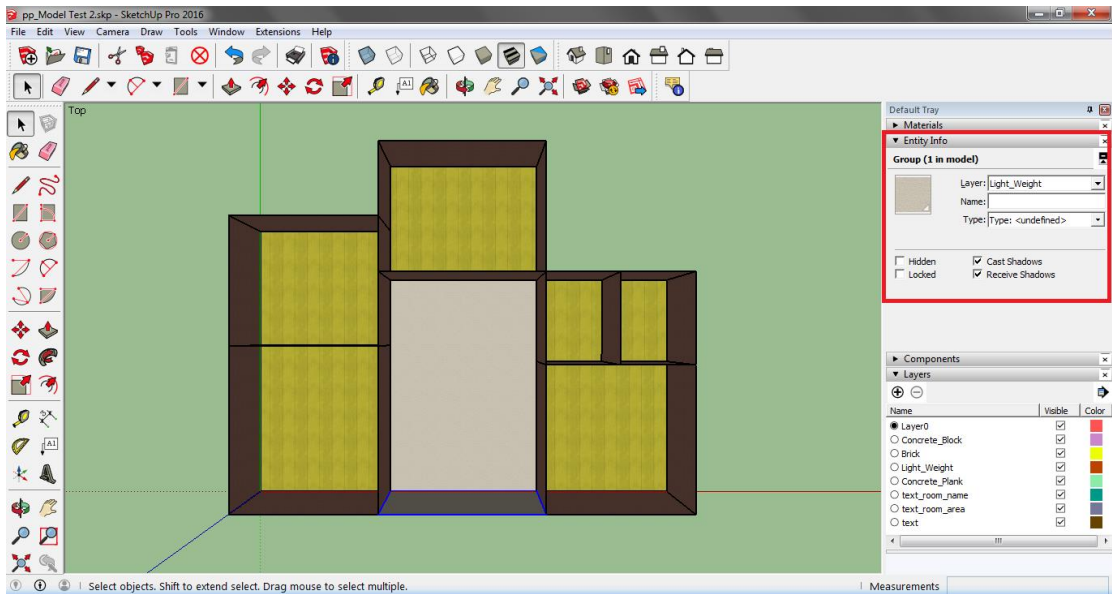 pp_Model Test 2.skp - SketchUp Pro 2016
File Edit View Camera Draw Tools Window Extensions Help
A1
Top
A1
Default Tray
Materials
Entity Info
Group (1 in model)
Layer: Light_Weight
Name:
Type: Type: <undefined>
Hidden Cast Shadows
Locked Receive Shadows
Components
Layers
Name Visible Color
Layer0
Concrete_Block
Brick
Light_Weight
Concrete_Plank
text_room_name
text_room_area
text
Select objects. Shift to extend select. Drag mouse to select multiple.
Measurements